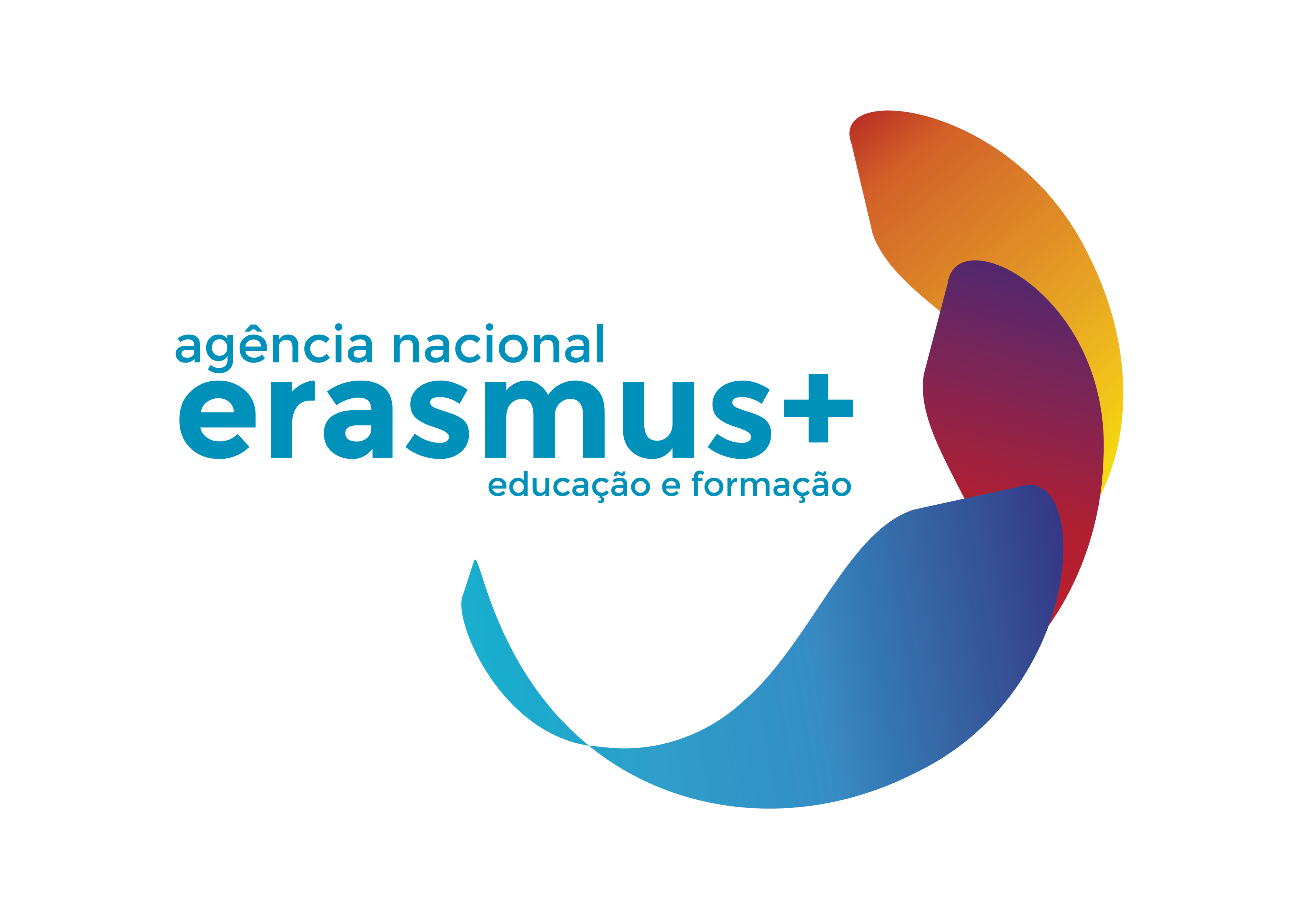 agência nacional
erasmus+
educação e formação